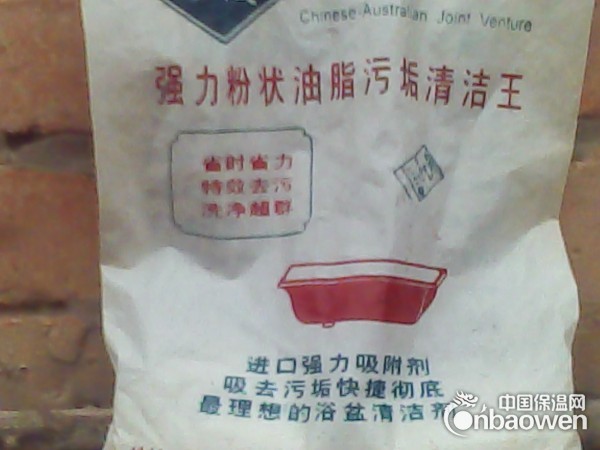 Chinese-Australian Joint Venture
强力粉状油脂污垢清洁王
省时省力
特效去污
洗净超群
进口强力吸附剂
吸去污垢快捷彻底
最理想的浴盆清洁剂
中国保温网
cnbaowen